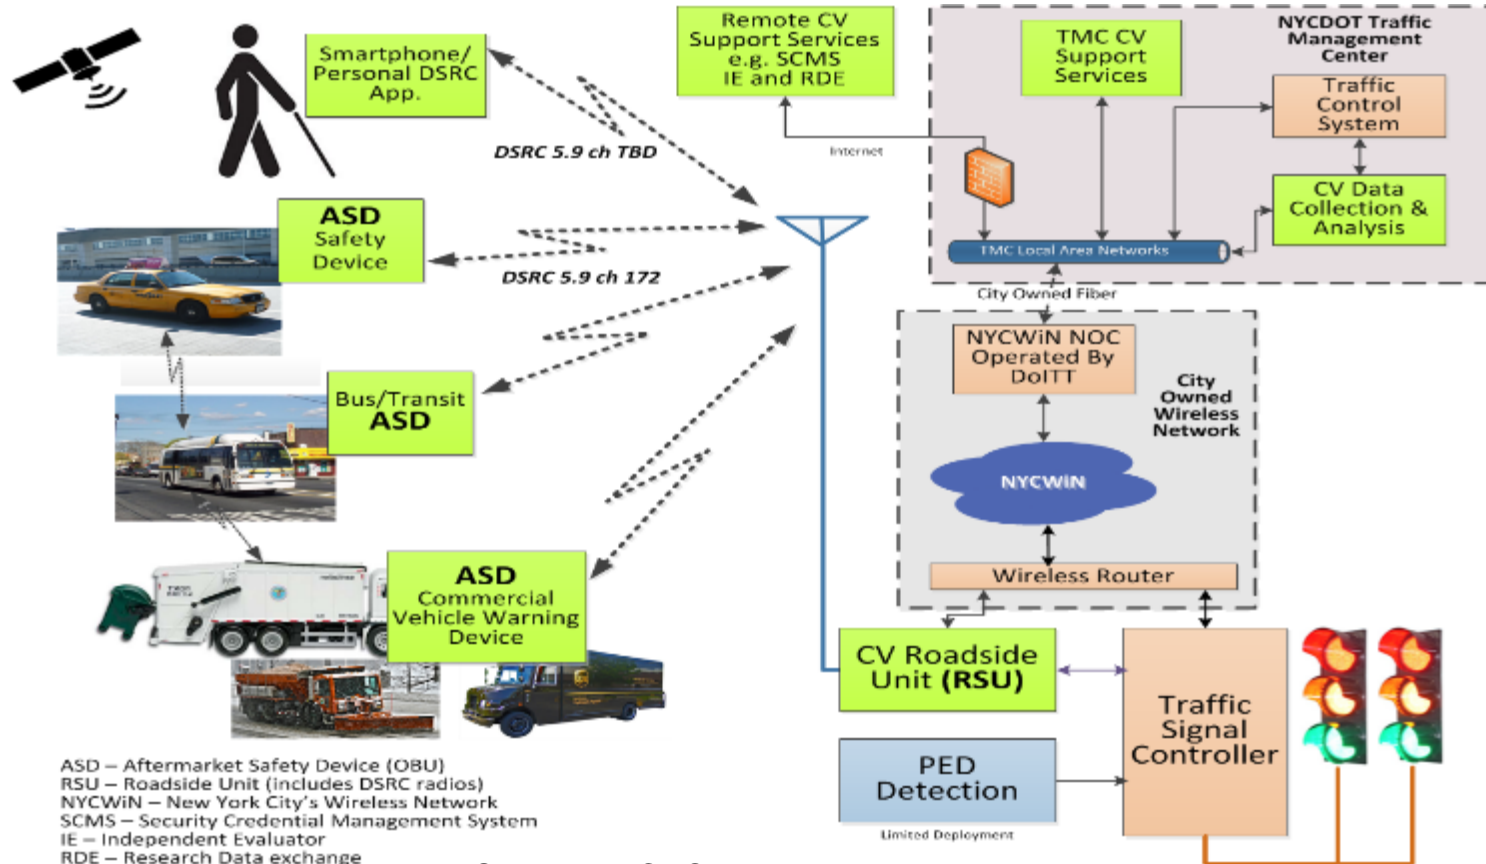 Smartphone/
Personal DSRC
App.
DSRC 5.9 ch TBD
ASD
Safety
Device
DSRC 5.9 ch 172
Bus/Transit
ASD
ASD
Commercial
Vehicle Warning
Device
ASD – Aftermarket Safety Device (OBU)
RSU – Roadside Unit (includes DSRC radios)
NYCWiN – New York City's Wireless Network
SCMS – Security Credential Management System
IE – Independent Evaluator
RDE – Research Data exchange
Remote CV
Support Services
e.g. SCMS
IE and RDE
Internet
NYCDOT Traffic
Management
Center
TMC CV
Support
Services
Traffic
Control
System
CV Data
Collection &
Analysis
TMC Local Area Networks
City Owned Fiber
NYCWiN NOC
Operated By
DoITT
City
Owned
Wireless
Network
NYCWiN
Wireless Router
CV Roadside
Unit (RSU)
Traffic
Signal
Controller
PED
Detection
Limited Deployment